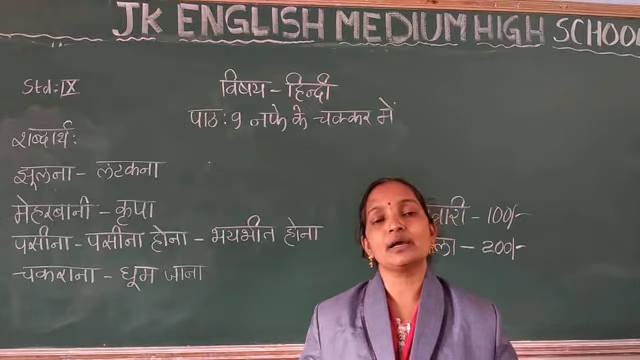 JK ENGLISH MEDIUM HIGH SCHOOL
Std:- IX
विषय - हिन्दी
पाठ : 9 नफे के चक्कर में
शब्दार्थ:
झूलना - लटकना
मेहरबानी - कृपा
पसीना - पसीना होना - भयभीत होना
चकराना - घूम जाना
- 100/-
- 200/-